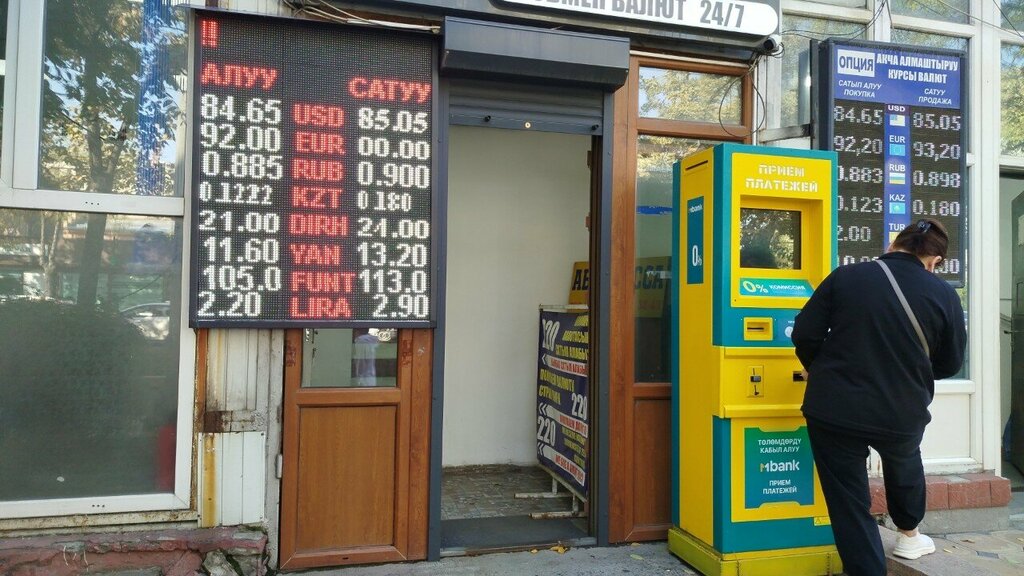 ОБМЕН ВАЛЮТ 24/7
!!
АЛУУ САТУУ
84.65 USD 85.05
92.00 EUR 00.00
0.885 RUB 0.900
0.1222 KZT 0.180
21.00 DIRH 24.00
11.60 YAN 13.20
105.0 FUNT 113.0
2.20 LIRA 2.90
220
220
220
ПРИЕМ
ПЛАТЕЖЕЙ
mbank
0%
0% КОМИССИЯ
ТӨЛӨМДӨРДҮ
КАБЫЛ АЛУУ
mbank
ПРИЕМ
ПЛАТЕЖЕЙ
ОПЦИЯ АКЧА АЛМАШТЫРУУ
КУРСЫ ВАЛЮТ
САТЫП АЛУУ САТУУ
ПОКУПКА ПРОДАЖА
84.65 USD 85.05
92,20 EUR 93,20
0.883 RUB 0.898
0.123 KAZ 0.180
2.00 TUR